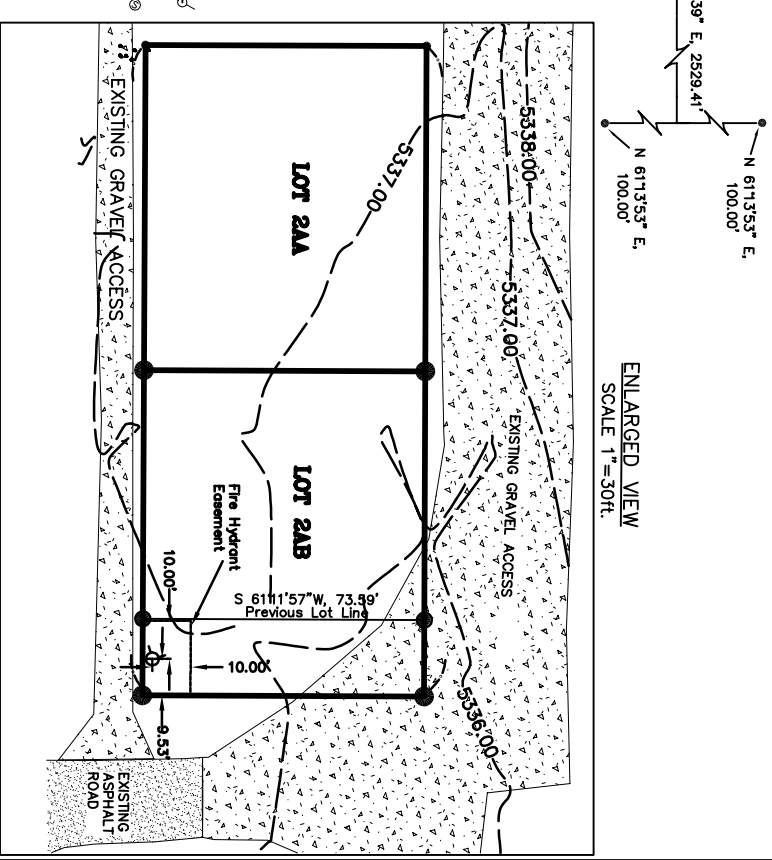 39" E, 2529.41'
N 61°13'53" E,
100.00'
N 61°13'53" E,
100.00'
ENLARGED VIEW
SCALE 1"=30ft.
5338.00
5337.00
EXISTING GRAVEL ACCESS
5336.00
5337.00
LOT 2AA
LOT 2AB
S 61°11'57"W, 73.59'
Previous Lot Line
Fire Hydrant
Easement
10.00'
10.00'
9.53'
EXISTING GRAVEL ACCESS
EXISTING
ASPHALT
ROAD